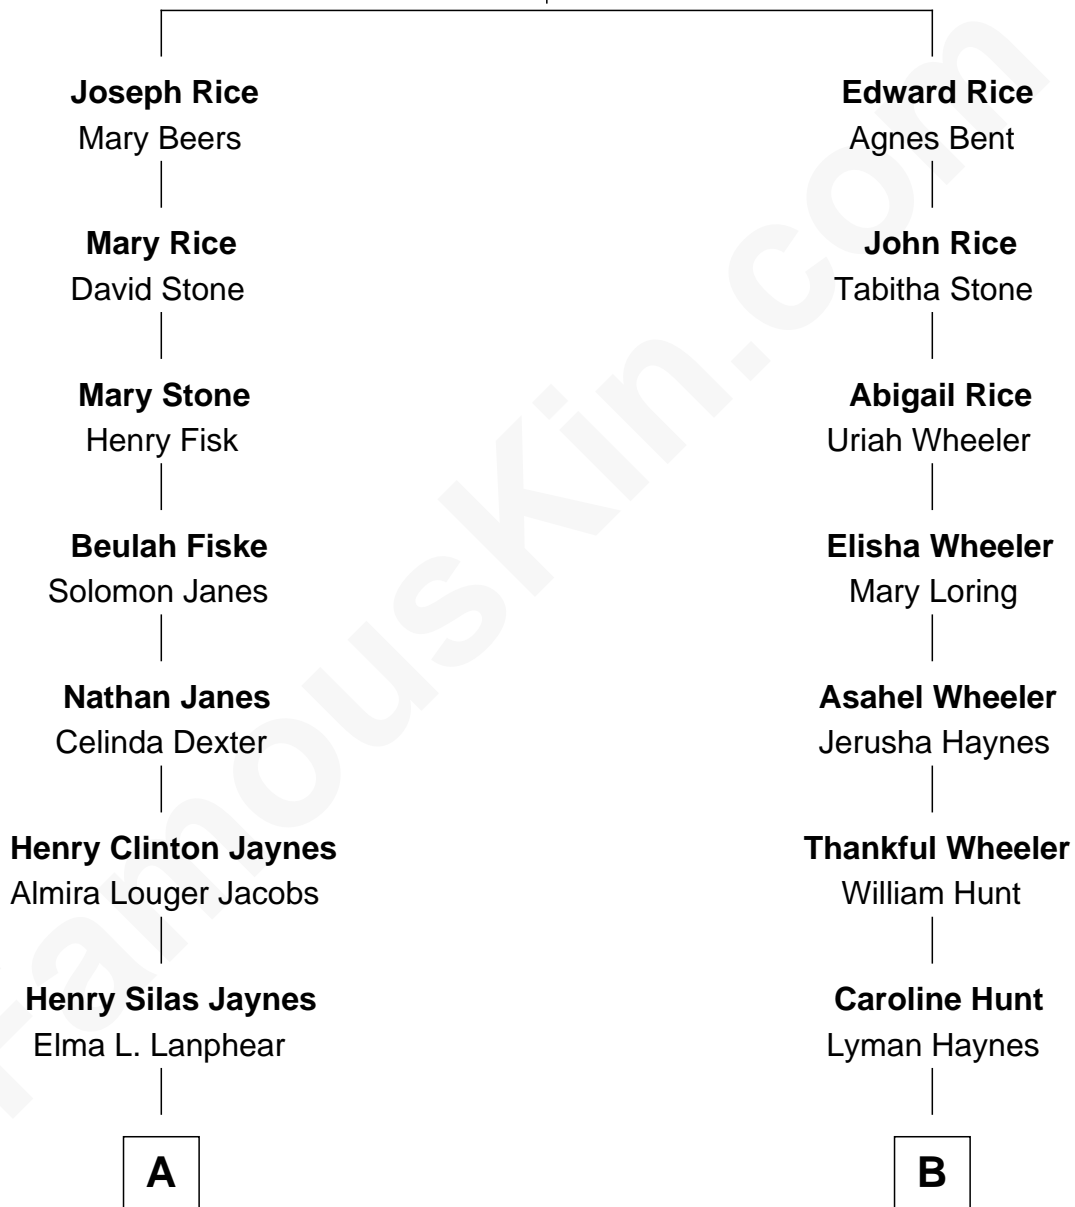 Joseph Rice
Mary Beers
Edward Rice
Agnes Bent
Mary Rice
David Stone
John Rice
Tabitha Stone
Mary Stone
Henry Fisk
Abigail Rice
Uriah Wheeler
Beulah Fiske
Solomon Janes
Elisha Wheeler
Mary Loring
Nathan Janes
Celinda Dexter
Asahel Wheeler
Jerusha Haynes
Henry Clinton Jaynes
Almira Louger Jacobs
Thankful Wheeler
William Hunt
Henry Silas Jaynes
Elma L. Lanphear
Caroline Hunt
Lyman Haynes
A
B
FamousKin.com